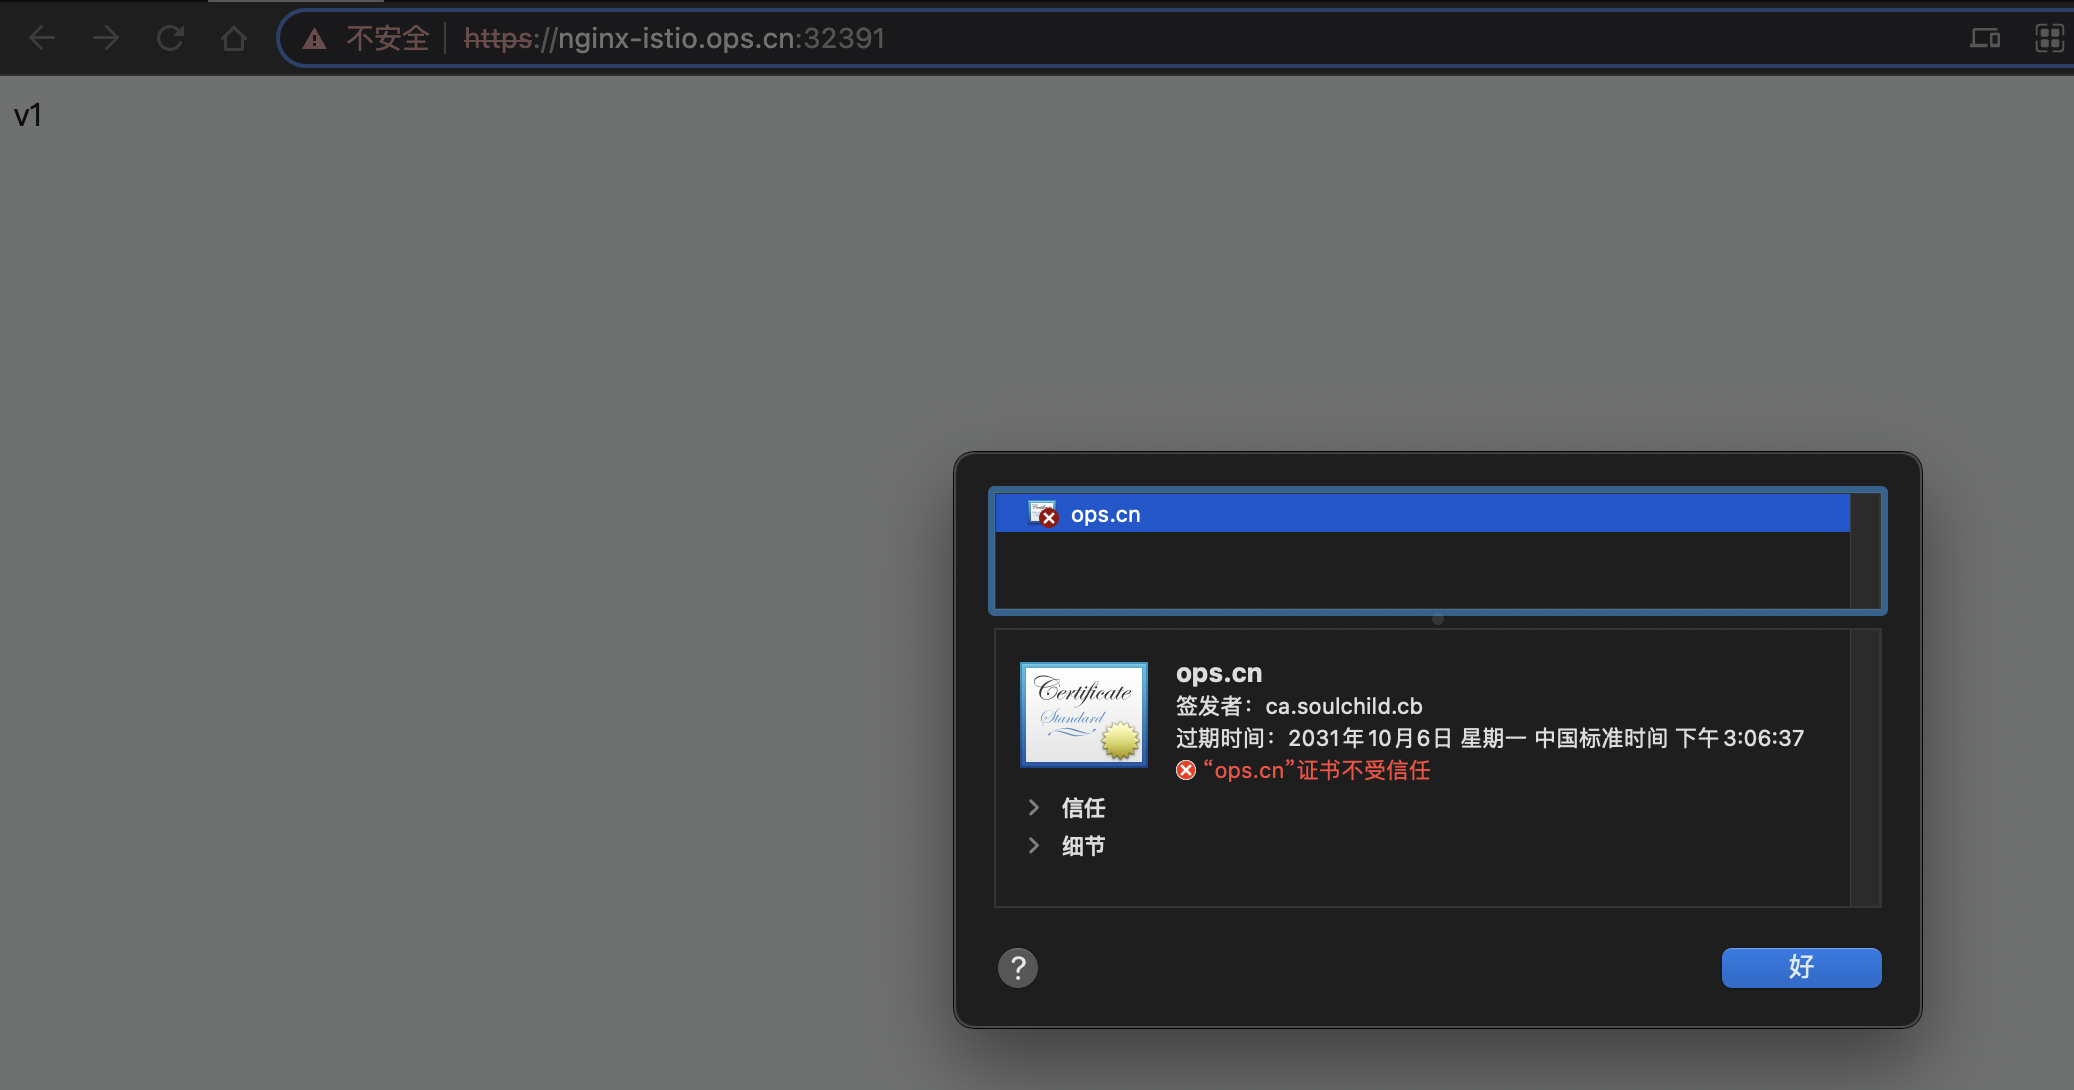 不安全 https://nginx-istio.ops.cn:32391
v1
ops.cn
Certificate
Standard
ops.cn
签发者：ca.soulchild.cb
过期时间：2031年10月6日 星期一 中国标准时间 下午3:06:37
“ops.cn”证书不受信任
信任
细节
?
好